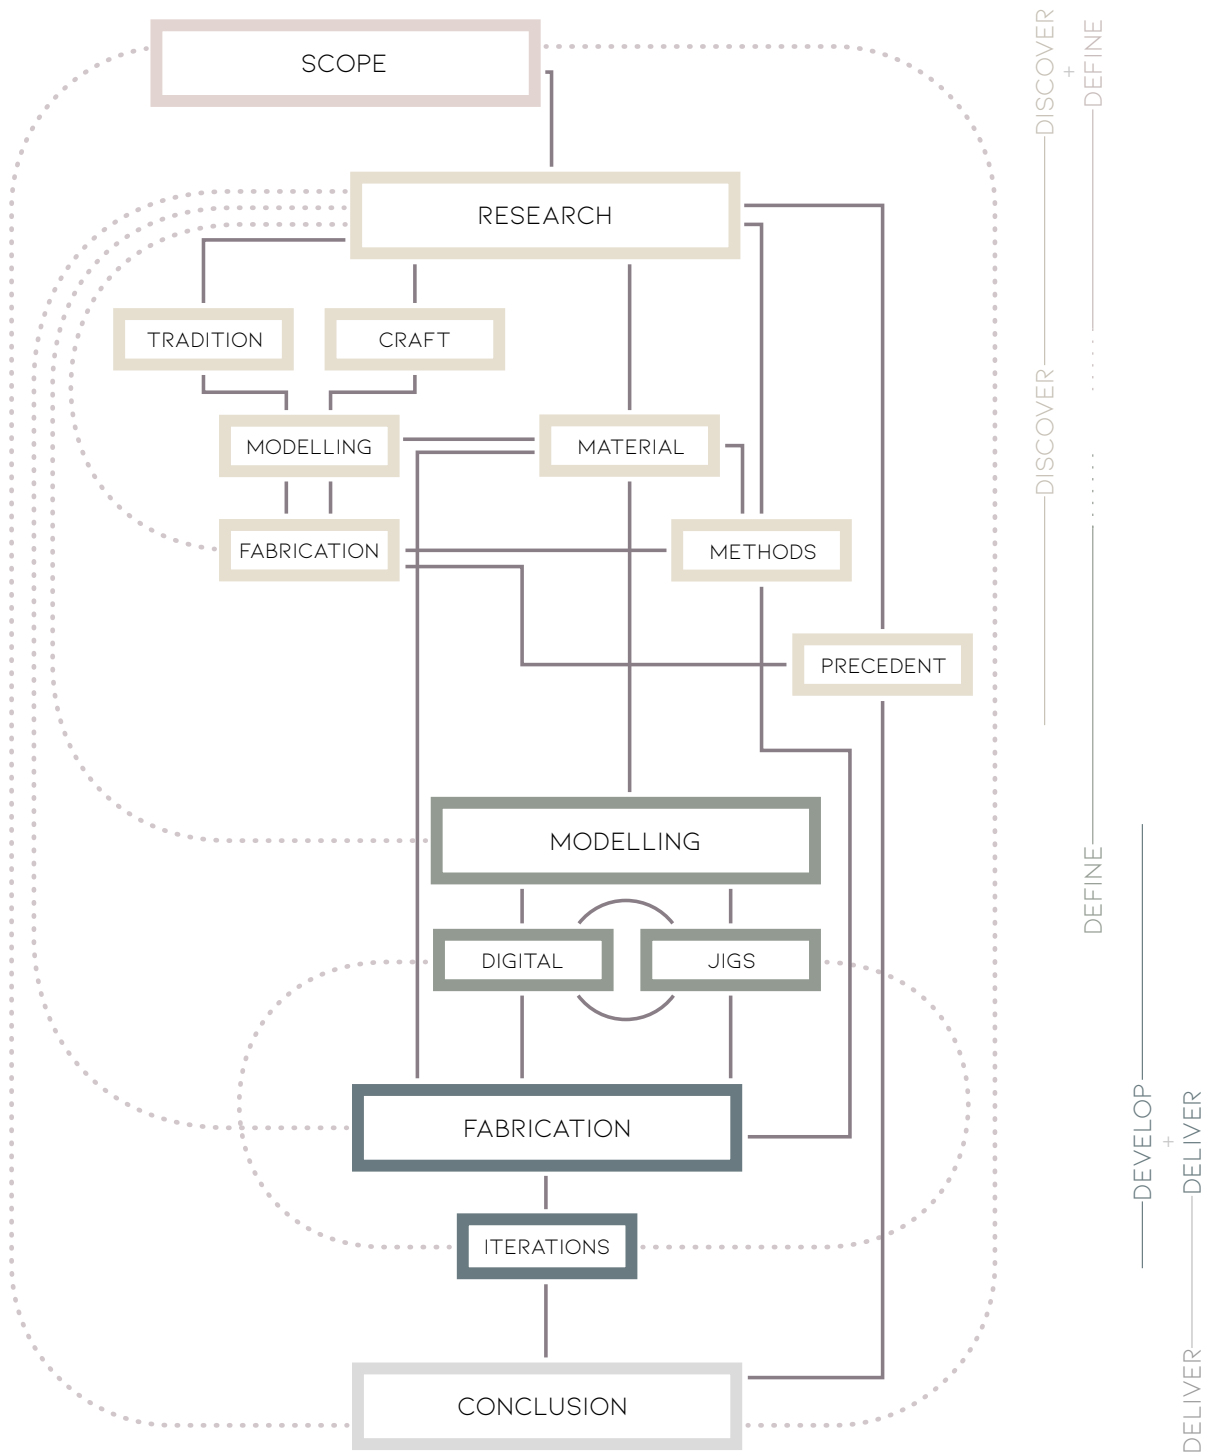 SCOPE
RESEARCH
TRADITION
CRAFT
MODELLING
MATERIAL
FABRICATION
METHODS
PRECEDENT
MODELLING
DIGITAL
JIGS
FABRICATION
ITERATIONS
CONCLUSION
DISCOVER
+
DEFINE
DISCOVER
DEFINE
DEVELOP
+
DELIVER
DELIVER